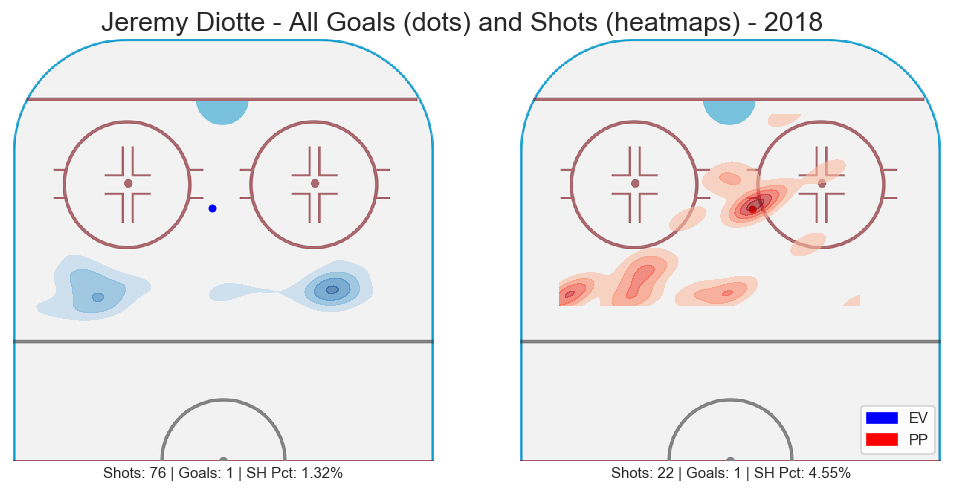 Jeremy Diotte - All Goals (dots) and Shots (heatmaps) - 2018
EV
PP
Shots: 76 | Goals: 1 | SH Pct: 1.32%
Shots: 22 | Goals: 1 | SH Pct: 4.55%